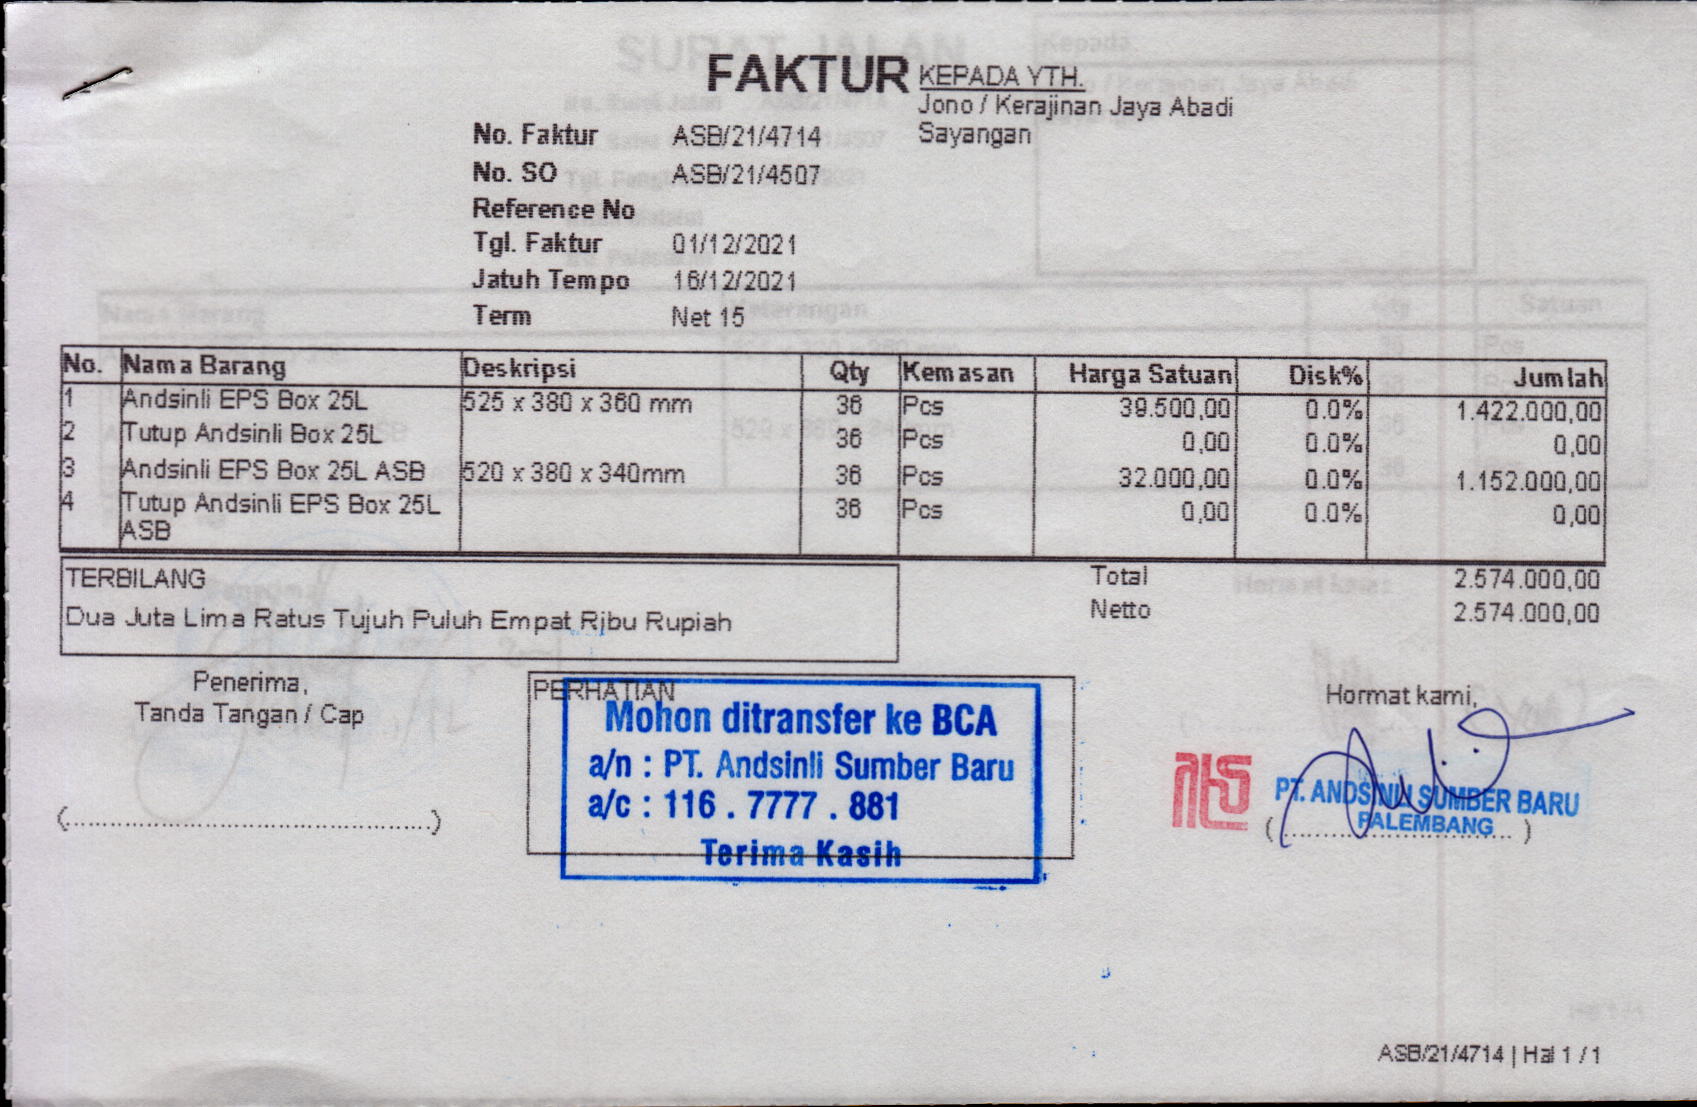 FAKTUR
KEPADA YTH.
Jono / Kerajinan Jaya Abadi
Sayangan
No. Faktur ASB/21/4714
No. SO ASB/21/4507
Reference No
Tgl. Faktur 01/12/2021
Jatuh Tempo 16/12/2021
Term Net 15
No. Nama Barang Deskripsi Qty Kemasan Harga Satuan Disk% Jumlah
1 Andsinli EPS Box 25L 525 x 380 x 360 mm 36 Pcs 39.500,00 0.0% 1.422.000,00
2 Tutup Andsinli Box 25L 36 Pcs 0,00 0.0% 0,00
3 Andsinli EPS Box 25L ASB 520 x 380 x 340mm 36 Pcs 32.000,00 0.0% 1.152.000,00
4 Tutup Andsinli EPS Box 25L 36 Pcs 0,00 0.0% 0,00
ASB
TERBILANG
Dua Juta Lima Ratus Tujuh Puluh Empat Ribu Rupiah
Total 2.574.000,00
Netto 2.574.000,00
Penerima,
Tanda Tangan / Cap
(................................................)
PERHATIAN
Mohon ditransfer ke BCA
a/n : PT. Andsinli Sumber Baru
a/c : 116 . 7777 . 881
Terima Kasih
Hormat kami,
PT. ANDSINLI SUMBER BARU
PALEMBANG
(................................)
ASB/21/4714 | Hal 1 / 1